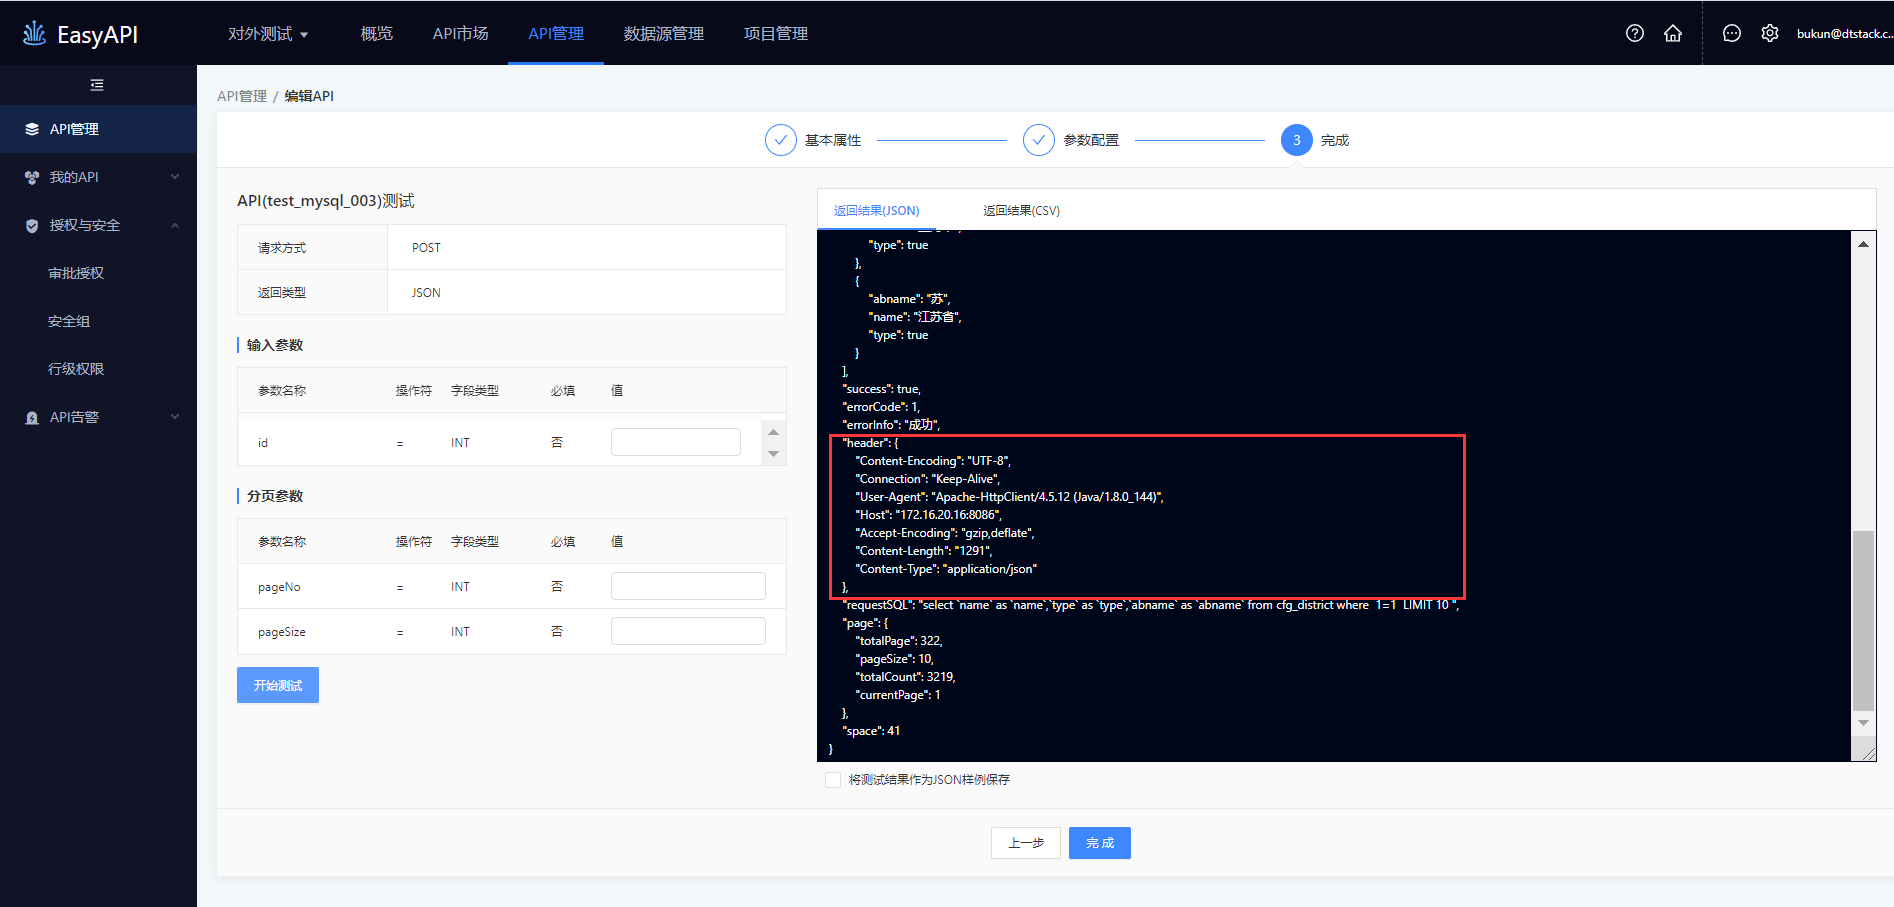 EasyAPI
对外测试
概览
API市场
API管理
数据源管理
项目管理
bukun@dtstack.c...
API管理
我的API
授权与安全
审批授权
安全组
行级权限
API告警
API管理 / 编辑API
基本属性
参数配置
3 完成
API(test_mysql_003)测试
请求方式 POST
返回类型 JSON
输入参数
参数名称 操作符 字段类型 必填 值
id = INT 否
分页参数
参数名称 操作符 字段类型 必填 值
pageNo = INT 否
pageSize = INT 否
开始测试
返回结果(JSON) 返回结果(CSV)
"type": true
},
{
"abname": "苏",
"name": "江苏省",
"type": true
}
],
"success": true,
"errorCode": 1,
"errorInfo": "成功",
"header": {
"Content-Encoding": "UTF-8",
"Connection": "Keep-Alive",
"User-Agent": "Apache-HttpClient/4.5.12 (Java/1.8.0_144)",
"Host": "172.16.20.16:8086",
"Accept-Encoding": "gzip,deflate",
"Content-Length": "1291",
"Content-Type": "application/json"
},
"requestSQL": "select `name` as `name`,`type` as `type`,`abname` as `abname` from cfg_district where  1=1  LIMIT 10 ",
"page": {
"totalPage": 322,
"pageSize": 10,
"totalCount": 3219,
"currentPage": 1
},
"space": 41
}
将测试结果作为JSON样例保存
上一步
完 成